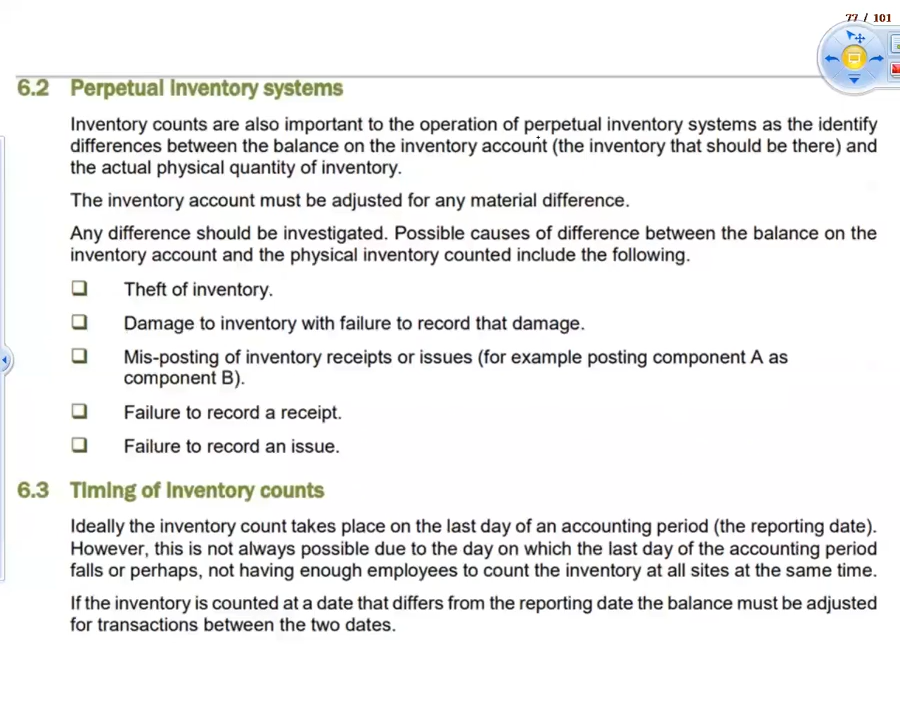 77 / 101
6.2 Perpetual inventory systems
Inventory counts are also important to the operation of perpetual inventory systems as the identify
differences between the balance on the inventory account (the inventory that should be there) and
the actual physical quantity of inventory.
The inventory account must be adjusted for any material difference.
Any difference should be investigated. Possible causes of difference between the balance on the
inventory account and the physical inventory counted include the following.
❑ Theft of inventory.
❑ Damage to inventory with failure to record that damage.
❑ Mis-posting of inventory receipts or issues (for example posting component A as
component B).
❑ Failure to record a receipt.
❑ Failure to record an issue.
6.3 Timing of inventory counts
Ideally the inventory count takes place on the last day of an accounting period (the reporting date).
However, this is not always possible due to the day on which the last day of the accounting period
falls or perhaps, not having enough employees to count the inventory at all sites at the same time.
If the inventory is counted at a date that differs from the reporting date the balance must be adjusted
for transactions between the two dates.